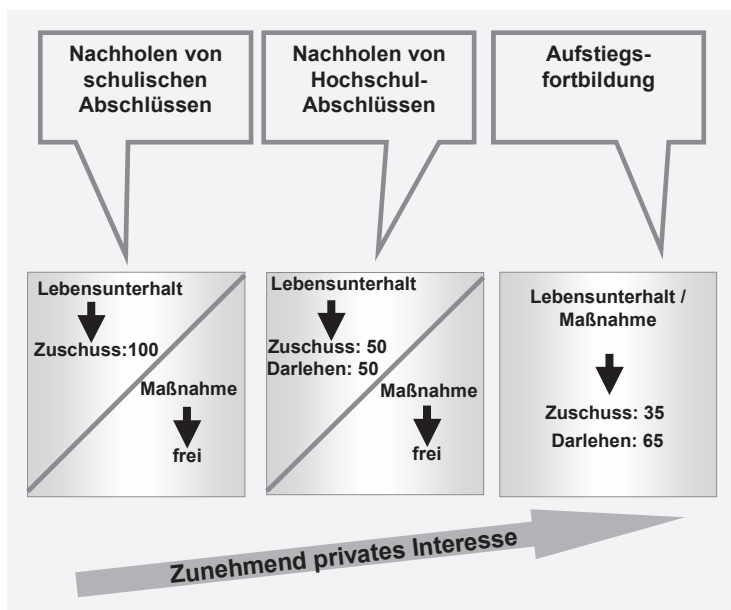 Nachholen von
schulischen
Abschlüssen
Nachholen von
Hochschul-
Abschlüssen
Aufstiegs-
fortbildung
Lebensunterhalt
Zuschuss:100
Maßnahme
frei
Lebensunterhalt
Zuschuss: 50
Darlehen: 50
Maßnahme
frei
Lebensunterhalt /
Maßnahme
Zuschuss: 35
Darlehen: 65
Zunehmend privates Interesse